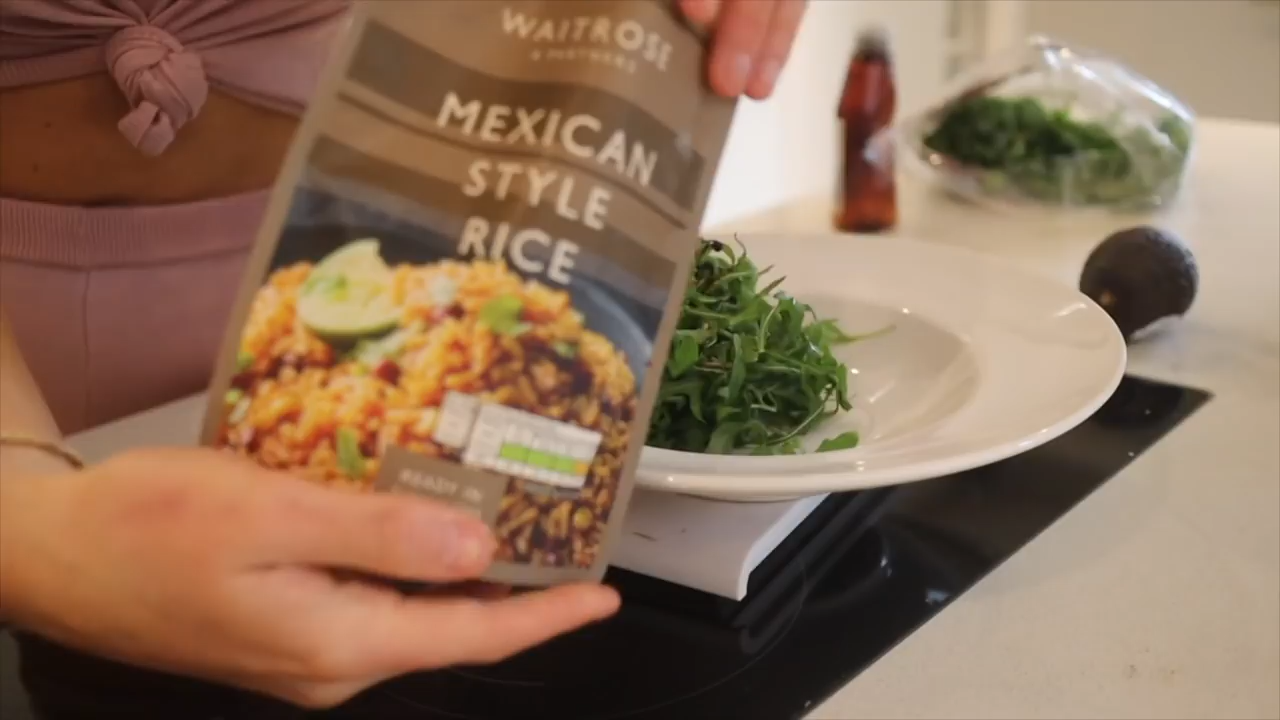 WAITROSE
& PARTNERS
MEXICAN
STYLE
RICE
READY IN